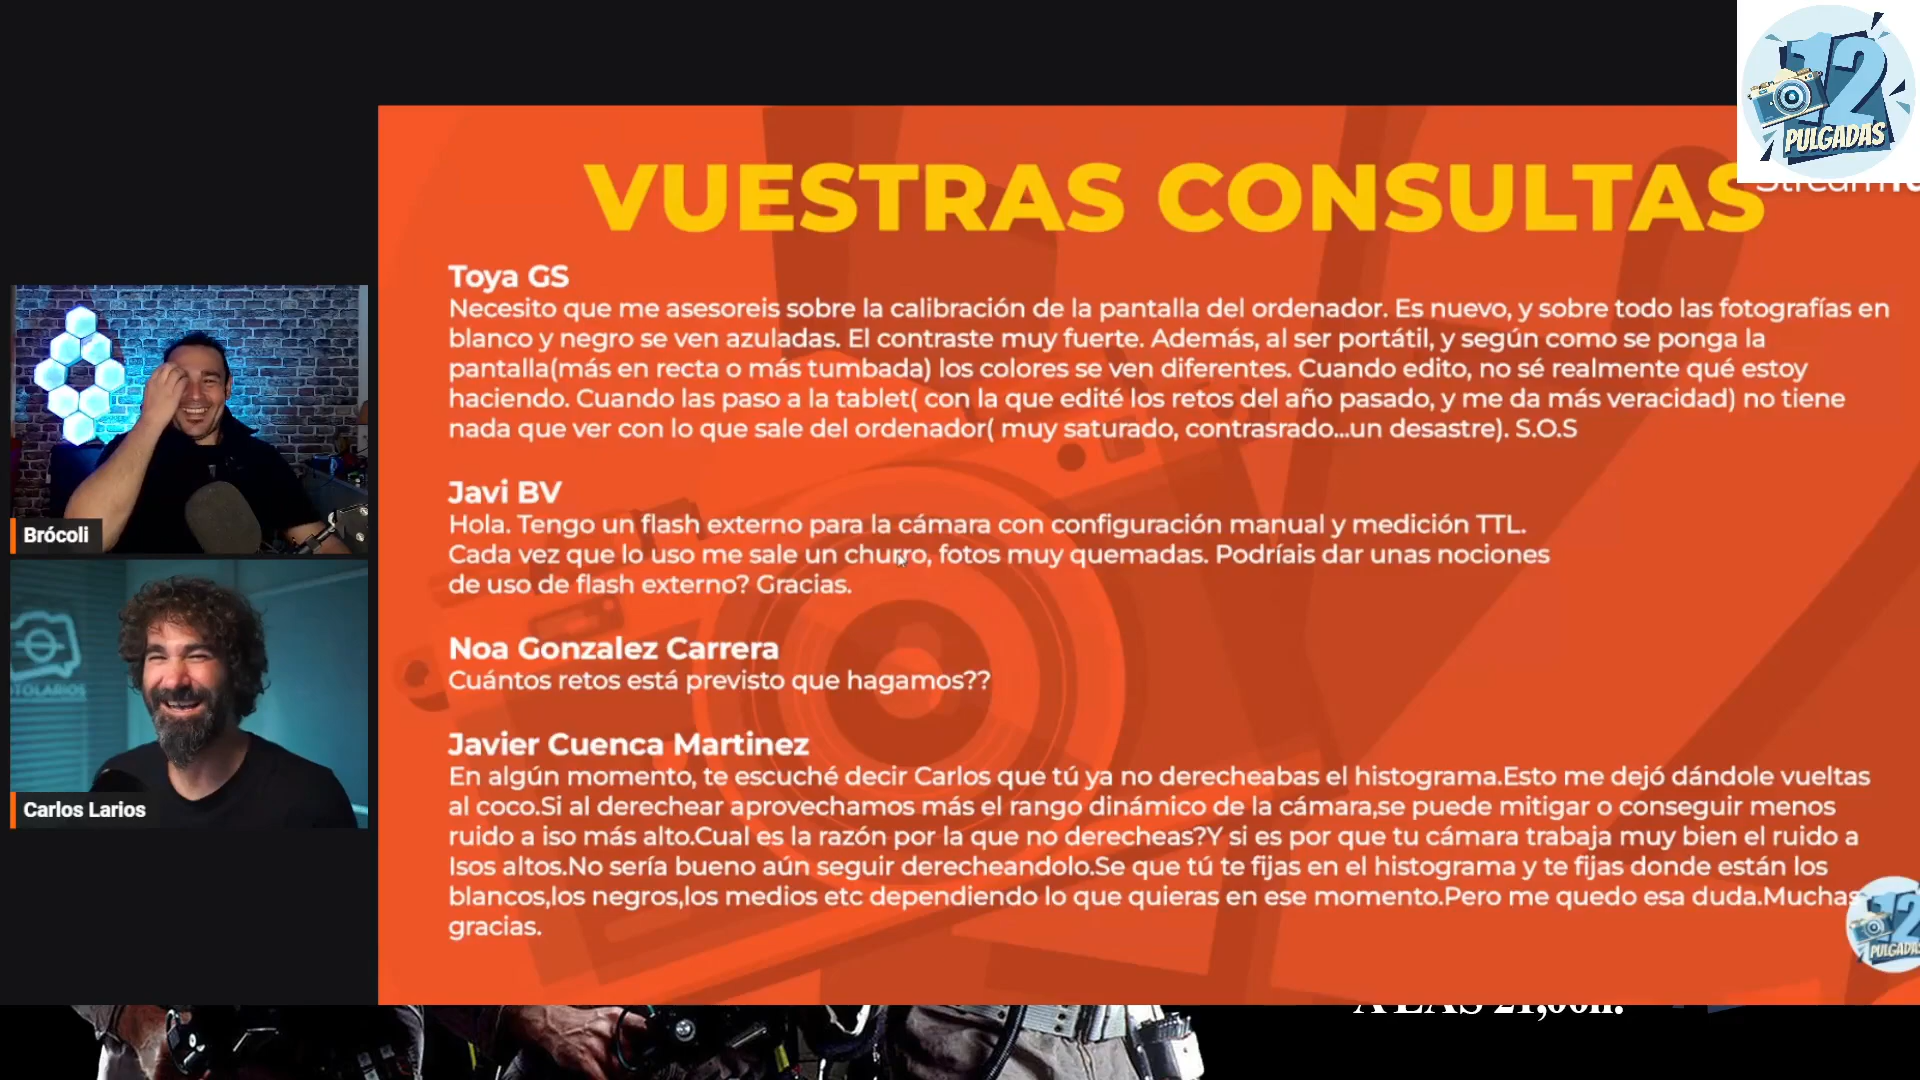 12
PULGADAS
VUESTRAS CONSULTAS
Toya GS
Necesito que me asesoreis sobre la calibración de la pantalla del ordenador. Es nuevo, y sobre todo las fotografías en
blanco y negro se ven azuladas. El contraste muy fuerte. Además, al ser portátil, y según como se ponga la
pantalla(más en recta o más tumbada) los colores se ven diferentes. Cuando edito, no sé realmente qué estoy
haciendo. Cuando las paso a la tablet( con la que edité los retos del año pasado, y me da más veracidad) no tiene
nada que ver con lo que sale del ordenador( muy saturado, contrasrado...un desastre). S.O.S
Javi BV
Hola. Tengo un flash externo para la cámara con configuración manual y medición TTL.
Cada vez que lo uso me sale un churro, fotos muy quemadas. Podríais dar unas nociones
de uso de flash externo? Gracias.
Noa Gonzalez Carrera
Cuántos retos está previsto que hagamos??
Javier Cuenca Martinez
En algún momento, te escuché decir Carlos que tú ya no derecheabas el histograma.Esto me dejó dándole vueltas
al coco.Si al derechear aprovechamos más el rango dinámico de la cámara,se puede mitigar o conseguir menos
ruido a iso más alto.Cual es la razón por la que no derecheas?Y si es por que tu cámara trabaja muy bien el ruido a
Isos altos.No sería bueno aún seguir derecheandolo.Se que tú te fijas en el histograma y te fijas donde están los
blancos,los negros,los medios etc dependiendo lo que quieras en ese momento.Pero me quedo esa duda.Muchas
gracias.
Brócoli
Carlos Larios
12
A LAS 21,00h.